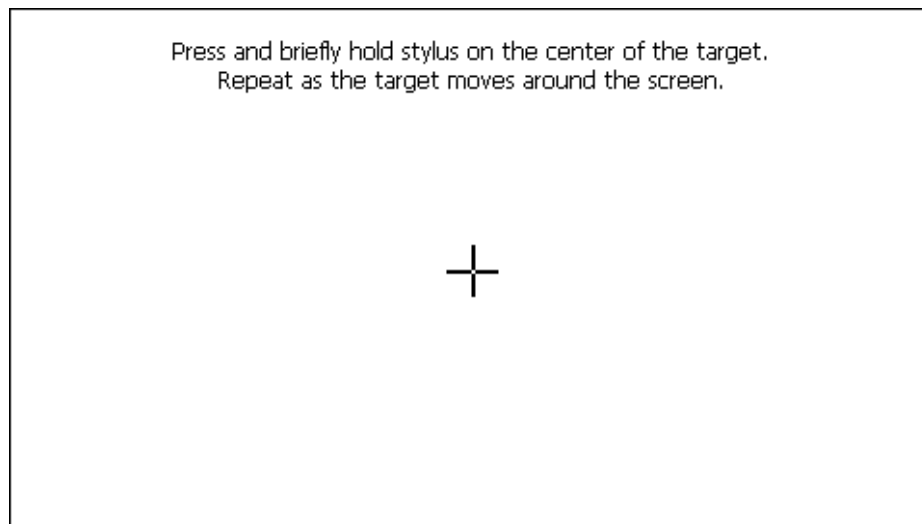 Press and briefly hold stylus on the center of the target.
Repeat as the target moves around the screen.